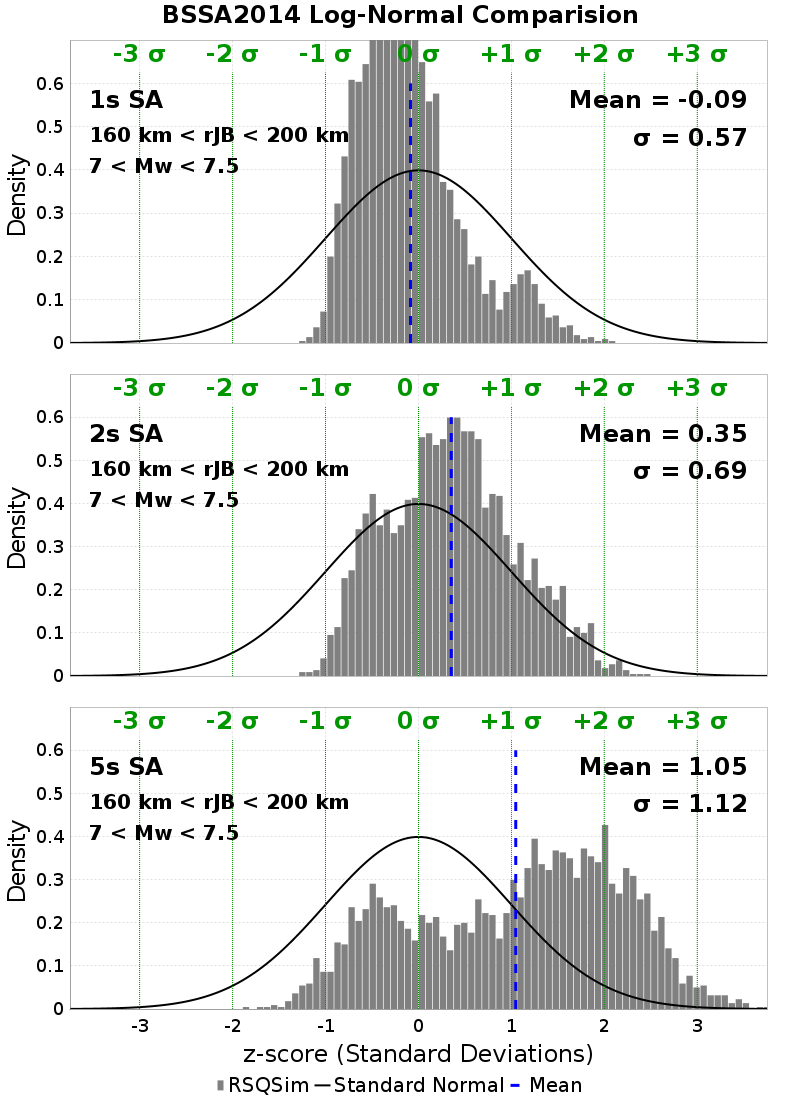 BSSA2014 Log-Normal Comparision
-3 σ -2 σ -1 σ 0 σ +1 σ +2 σ +3 σ
1s SA
160 km < rJB < 200 km
7 < Mw < 7.5
Mean = -0.09
σ = 0.57
Density
0.6
0.5
0.4
0.3
0.2
0.1
0
-3 σ -2 σ -1 σ 0 σ +1 σ +2 σ +3 σ
2s SA
160 km < rJB < 200 km
7 < Mw < 7.5
Mean = 0.35
σ = 0.69
Density
0.6
0.5
0.4
0.3
0.2
0.1
0
-3 σ -2 σ -1 σ 0 σ +1 σ +2 σ +3 σ
5s SA
160 km < rJB < 200 km
7 < Mw < 7.5
Mean = 1.05
σ = 1.12
Density
0.6
0.5
0.4
0.3
0.2
0.1
0
-3 -2 -1 0 1 2 3
z-score (Standard Deviations)
RSQSim Standard Normal Mean